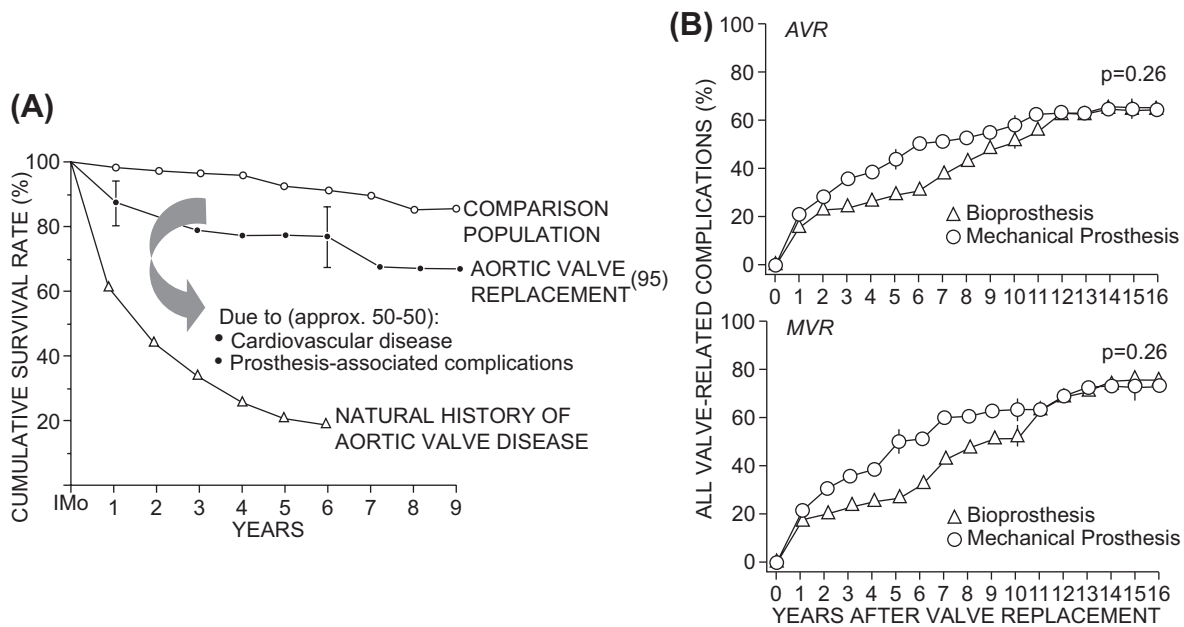 (A)
CUMULATIVE SURVIVAL RATE (%)
100
80
60
40
20
IMo 1 2 3 4 5 6 7 8 9
YEARS
COMPARISON
POPULATION
AORTIC VALVE
REPLACEMENT(95)
Due to (approx. 50-50):
• Cardiovascular disease
• Prosthesis-associated complications
NATURAL HISTORY OF
AORTIC VALVE DISEASE
(B)
ALL VALVE-RELATED COMPLICATIONS (%)
AVR
100
80
60
40
20
0
p=0.26
Bioprosthesis
Mechanical Prosthesis
0 1 2 3 4 5 6 7 8 9 10 11 12 13 14 15 16
MVR
100
80
60
40
20
0
p=0.26
Bioprosthesis
Mechanical Prosthesis
0 1 2 3 4 5 6 7 8 9 10 11 12 13 14 15 16
YEARS AFTER VALVE REPLACEMENT